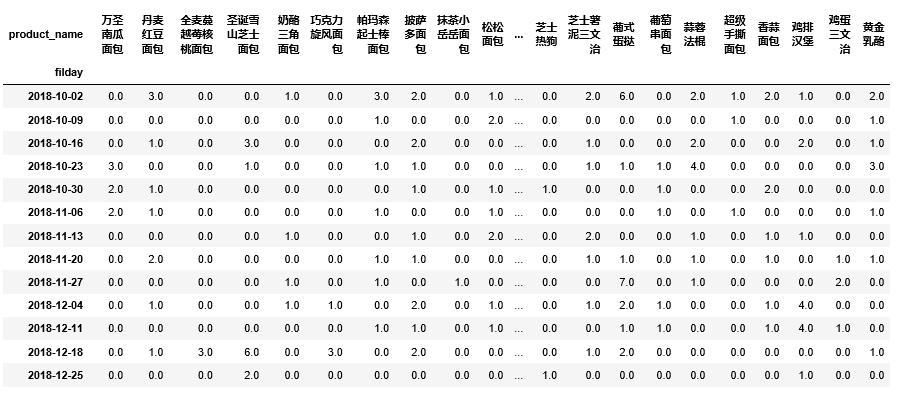 product_name
万圣
南瓜
面包
丹麦
红豆
面包
全麦蔓
越莓核
桃面包
圣诞雪
山芝士
面包
奶酪
三角
面包
巧克力
旋风面
包
帕玛森
起士棒
面包
披萨
多面
包
抹茶小
岳岳面
包
松松
面包
...
芝士
热狗
芝士薯
泥三文
治
葡式
蛋挞
葡萄
串面
包
蒜蓉
法棍
超级
手撕
面包
香蒜
面包
鸡排
汉堡
鸡蛋
三文
治
黄金
乳酪
filday
2018-10-02 0.0 3.0 0.0 0.0 1.0 0.0 3.0 2.0 0.0 1.0 ... 0.0 2.0 6.0 0.0 2.0 1.0 2.0 1.0 0.0 2.0
2018-10-09 0.0 0.0 0.0 0.0 0.0 0.0 1.0 0.0 0.0 2.0 ... 0.0 0.0 0.0 0.0 0.0 1.0 0.0 0.0 0.0 1.0
2018-10-16 0.0 1.0 0.0 3.0 0.0 0.0 0.0 2.0 0.0 0.0 ... 0.0 1.0 0.0 0.0 2.0 0.0 0.0 2.0 0.0 1.0
2018-10-23 3.0 0.0 0.0 1.0 0.0 0.0 1.0 1.0 0.0 0.0 ... 0.0 1.0 1.0 1.0 4.0 0.0 0.0 0.0 0.0 3.0
2018-10-30 2.0 1.0 0.0 0.0 0.0 0.0 0.0 1.0 0.0 1.0 ... 1.0 0.0 0.0 1.0 0.0 0.0 2.0 0.0 0.0 0.0
2018-11-06 2.0 1.0 0.0 0.0 0.0 0.0 1.0 0.0 0.0 1.0 ... 0.0 0.0 0.0 1.0 0.0 1.0 0.0 0.0 0.0 1.0
2018-11-13 0.0 0.0 0.0 0.0 1.0 0.0 0.0 1.0 0.0 2.0 ... 0.0 2.0 0.0 0.0 1.0 0.0 1.0 1.0 0.0 0.0
2018-11-20 0.0 2.0 0.0 0.0 0.0 0.0 1.0 1.0 0.0 0.0 ... 0.0 1.0 1.0 0.0 1.0 0.0 1.0 0.0 1.0 1.0
2018-11-27 0.0 0.0 0.0 0.0 1.0 0.0 1.0 0.0 1.0 0.0 ... 0.0 0.0 7.0 0.0 1.0 0.0 0.0 0.0 2.0 0.0
2018-12-04 0.0 1.0 0.0 0.0 1.0 1.0 0.0 2.0 0.0 1.0 ... 0.0 1.0 2.0 1.0 0.0 0.0 1.0 4.0 0.0 0.0
2018-12-11 0.0 0.0 0.0 0.0 0.0 0.0 1.0 1.0 0.0 1.0 ... 0.0 0.0 1.0 1.0 0.0 0.0 1.0 4.0 1.0 0.0
2018-12-18 0.0 1.0 3.0 6.0 0.0 3.0 0.0 2.0 0.0 0.0 ... 0.0 1.0 2.0 0.0 0.0 0.0 0.0 0.0 0.0 1.0
2018-12-25 0.0 0.0 0.0 2.0 0.0 0.0 0.0 0.0 0.0 0.0 ... 1.0 0.0 0.0 0.0 0.0 0.0 0.0 1.0 0.0 0.0